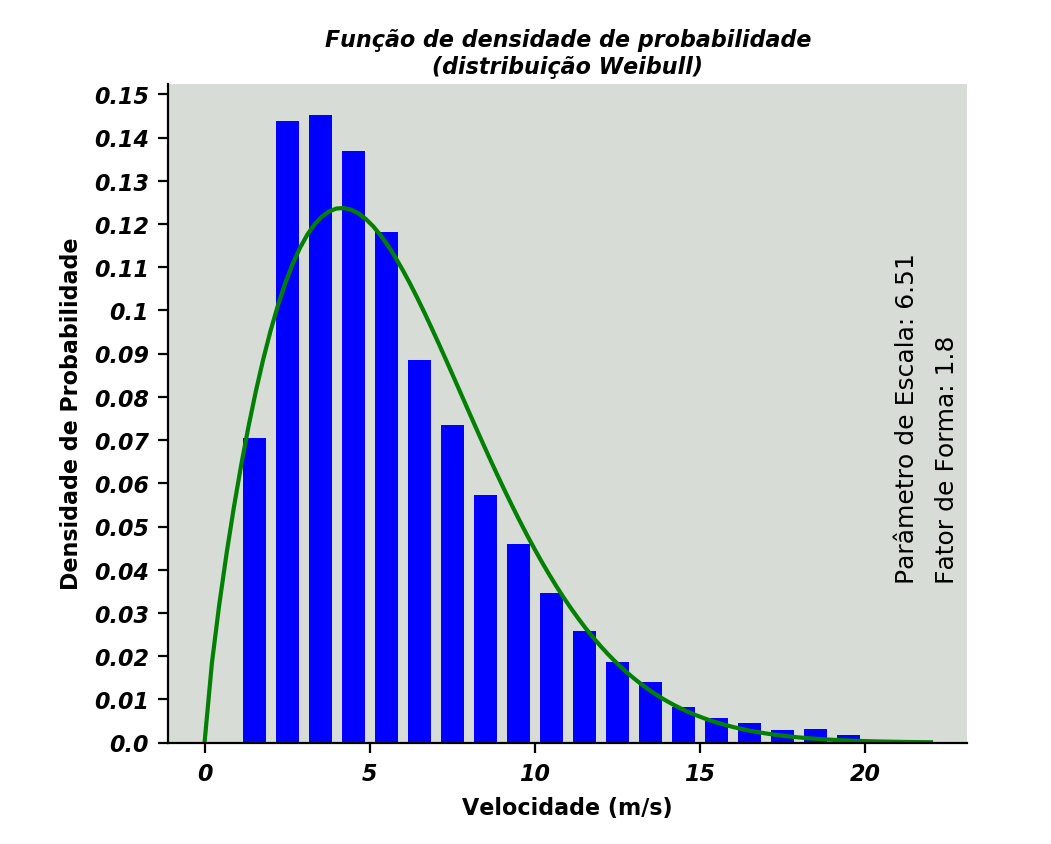 Função de densidade de probabilidade
(distribuição Weibull)
0.15
0.14
0.13
0.12
0.11
0.1
0.09
0.08
0.07
0.06
0.05
0.04
0.03
0.02
0.01
0.0
Densidade de Probabilidade
Parâmetro de Escala: 6.51
Fator de Forma: 1.8
0 5 10 15 20
Velocidade (m/s)